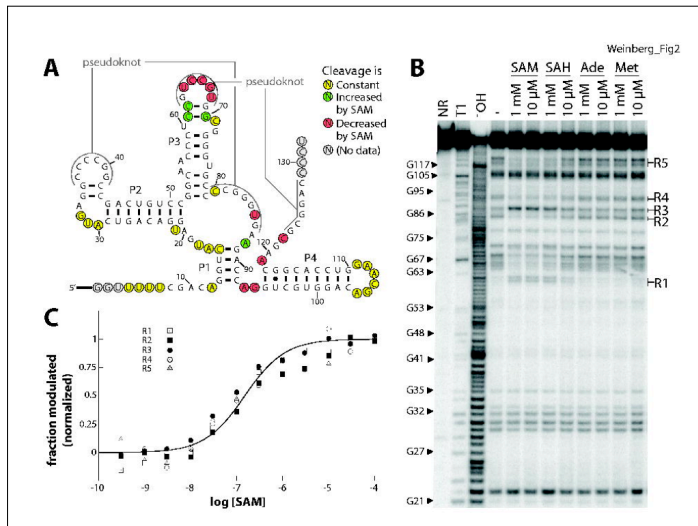 Weinberg_Fig2
A
pseudoknot
pseudoknot
Cleavage is
N Constant
N Increased
by SAM
N Decreased
by SAM
N (No data)
P3
P2
P1
P4
10
20
30
40
50
60
70
80
90
100
110
120
130
5'
B
SAM SAH Ade Met
NR T1 -OH - 1 mM 10 µM 1 mM 10 µM 1 mM 10 µM 1 mM 10 µM
G117
G105
G95
G86
G75
G67
G63
G53
G48
G41
G35
G32
G27
G21
R5
R4
R3
R2
R1
C
R1
R2
R3
R4
R5
fraction modulated
(normalized)
1
0.75
0.5
0.25
0
-10 -9 -8 -7 -6 -5 -4
log [SAM]